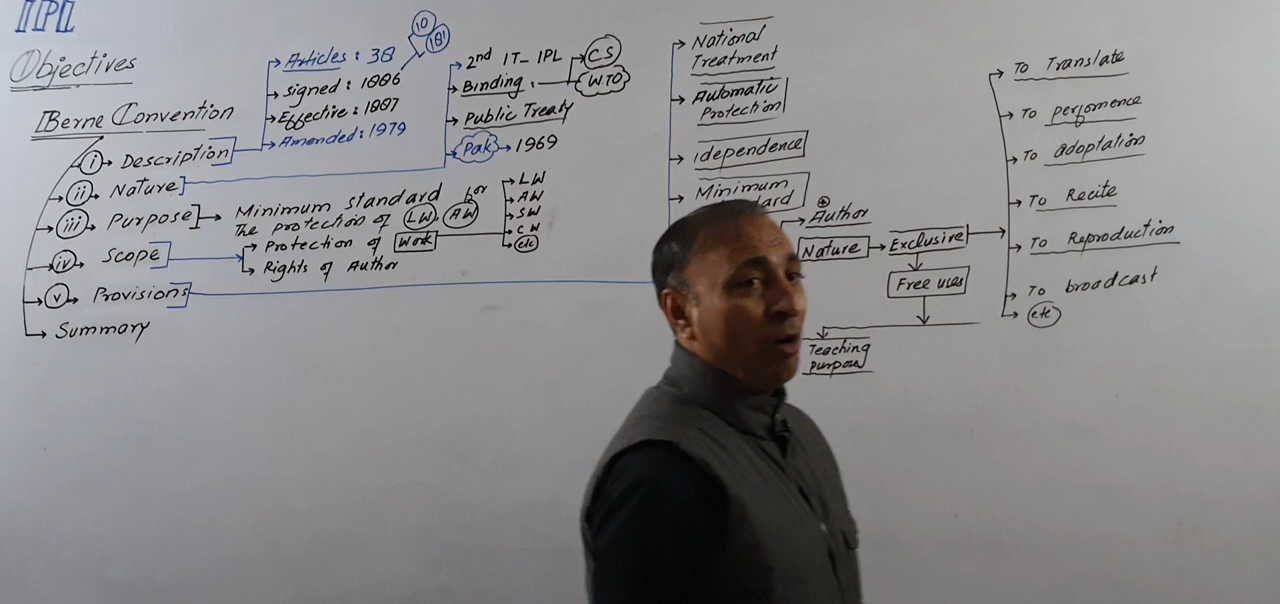 IPL
Objectives
Berne Convention
(i) Description
(ii) Nature
(iii) Purpose
(iv) Scope
(v) Provisions
Summary
Articles : 38
signed : 1886
Effective : 1887
Amended : 1979
10
181
2nd IT- IPL
Binding .
CS
WTO
Public Treaty
Pak → 1969
Minimum standard for
The protection of LW, AW
Protection of Work
Rights of Author
LW
AW
SW
CW
etc
National
Treatment
Automatic
Protection
Idependence
Minimum
dard
Author
Nature
Exclusive
Free uses
Teaching
purpose
To Translate
To perfomence
To adoptation
To Recite
To Reproduction
To broadcast
etc